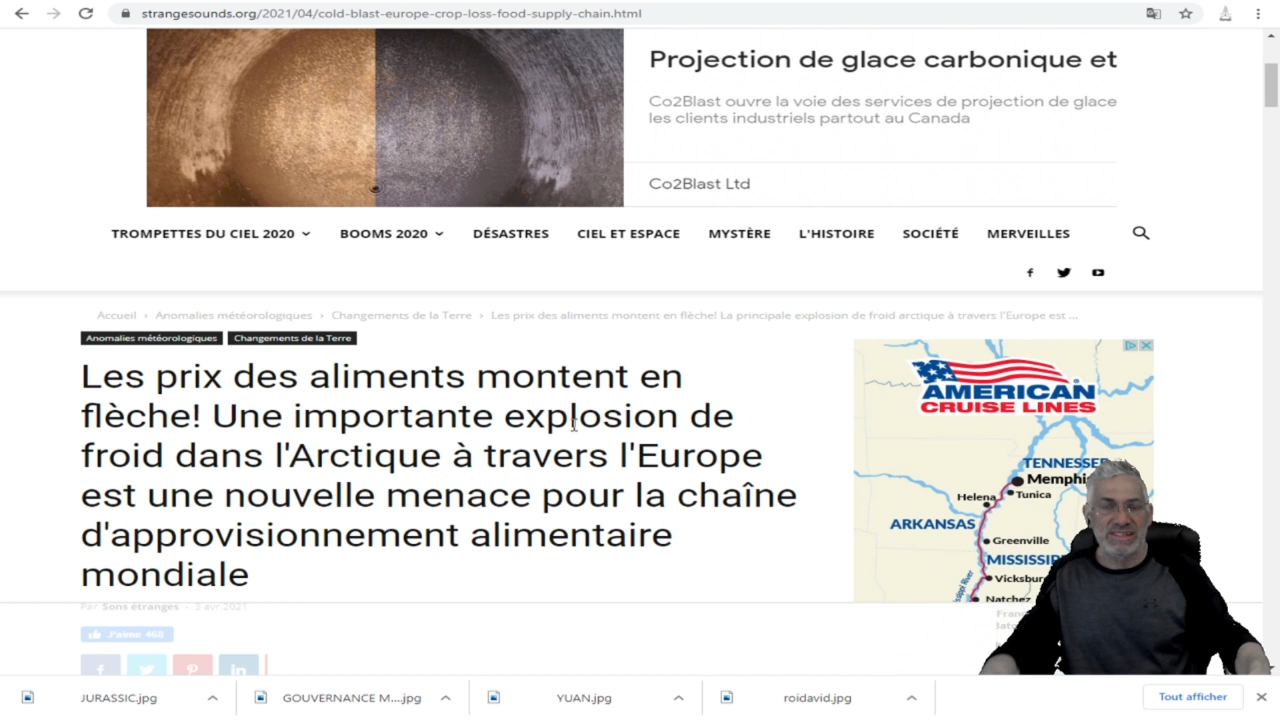 strangesounds.org/2021/04/cold-blast-europe-crop-loss-food-supply-chain.html
Projection de glace carbonique et
Co2Blast ouvre la voie des services de projection de glace
les clients industriels partout au Canada
Co2Blast Ltd
TROMPETTES DU CIEL 2020 BOOMS 2020 DÉSASTRES CIEL ET ESPACE MYSTÈRE L'HISTOIRE SOCIÉTÉ MERVEILLES
Accueil › Anomalies météorologiques › Changements de la Terre › Les prix des aliments montent en flèche! La principale explosion de froid arctique à travers l'Europe est ...
Anomalies météorologiques Changements de la Terre
Les prix des aliments montent en
flèche! Une importante explosion de
froid dans l'Arctique à travers l'Europe
est une nouvelle menace pour la chaîne
d'approvisionnement alimentaire
mondiale
Par Sons étranges - 3 avr 2021
J'aime 468
AMERICAN
CRUISE LINES
TENNESSEE
Memphis
Helena
Tunica
ARKANSAS
Greenville
MISSISSIPPI
Vicksburg
Natchez
JURASSIC.jpg GOUVERNANCE M....jpg YUAN.jpg roidavid.jpg Tout afficher